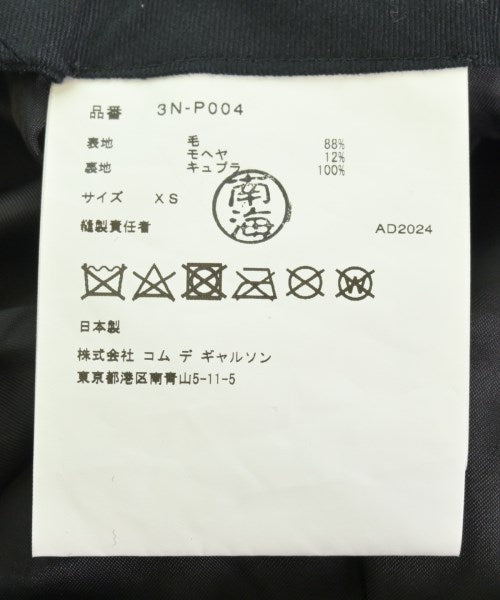 品番 3N-P004
表地 毛 88%
モヘヤ 12%
裏地 キュプラ 100%
サイズ XS
南海
縫製責任者 AD2024
日本製
株式会社 コム デ ギャルソン
東京都港区南青山5-11-5